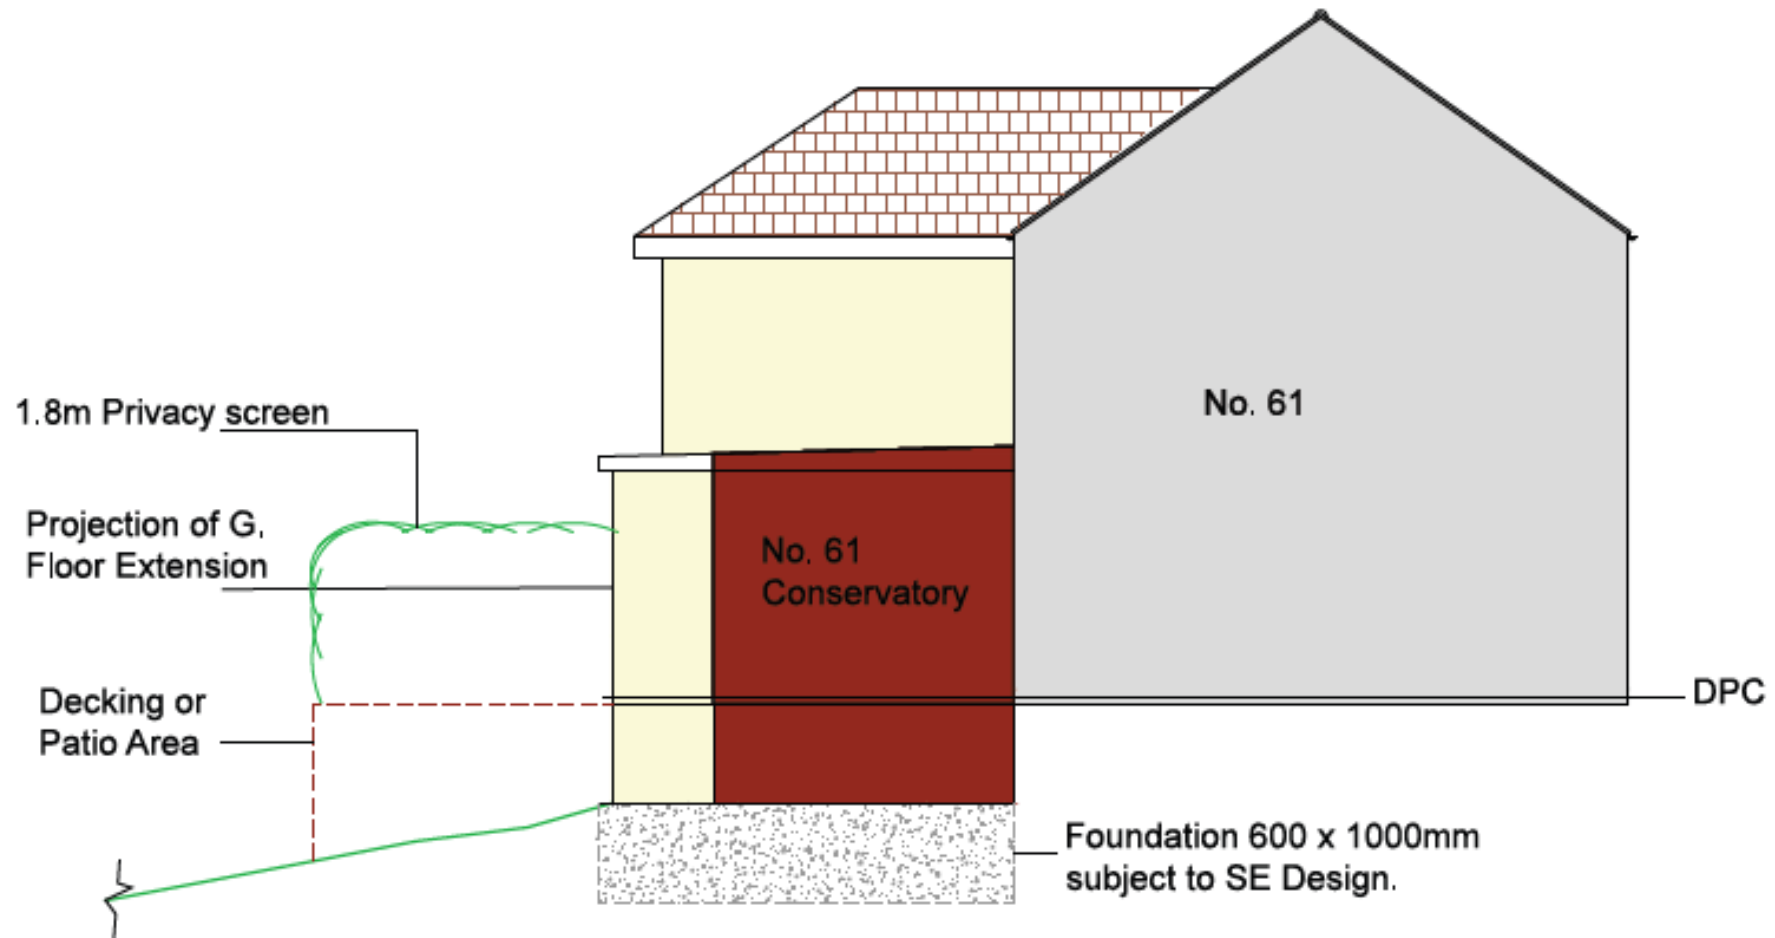 No. 61
1.8m Privacy screen
Projection of G.
Floor Extension
No. 61
Conservatory
Decking or
Patio Area
DPC
Foundation 600 x 1000mm
subject to SE Design.